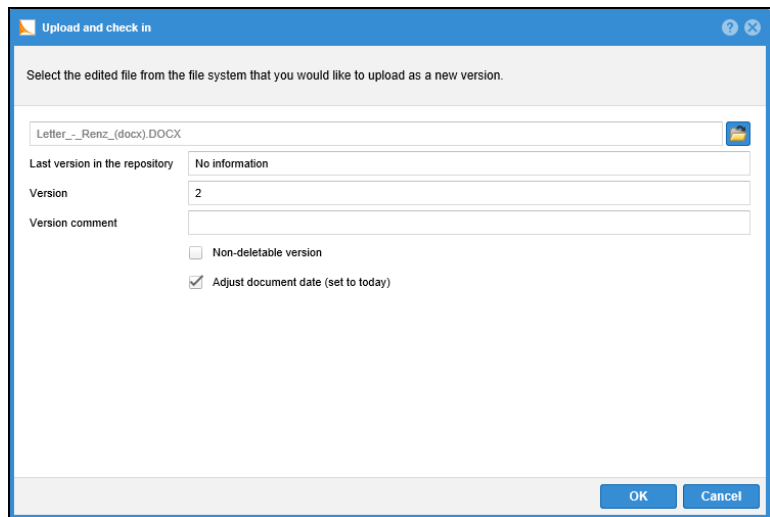 Upload and check in
Select the edited file from the file system that you would like to upload as a new version.
Letter_-_Renz_(docx).DOCX
Last version in the repository No information
Version 2
Version comment
Non-deletable version
Adjust document date (set to today)
OK Cancel